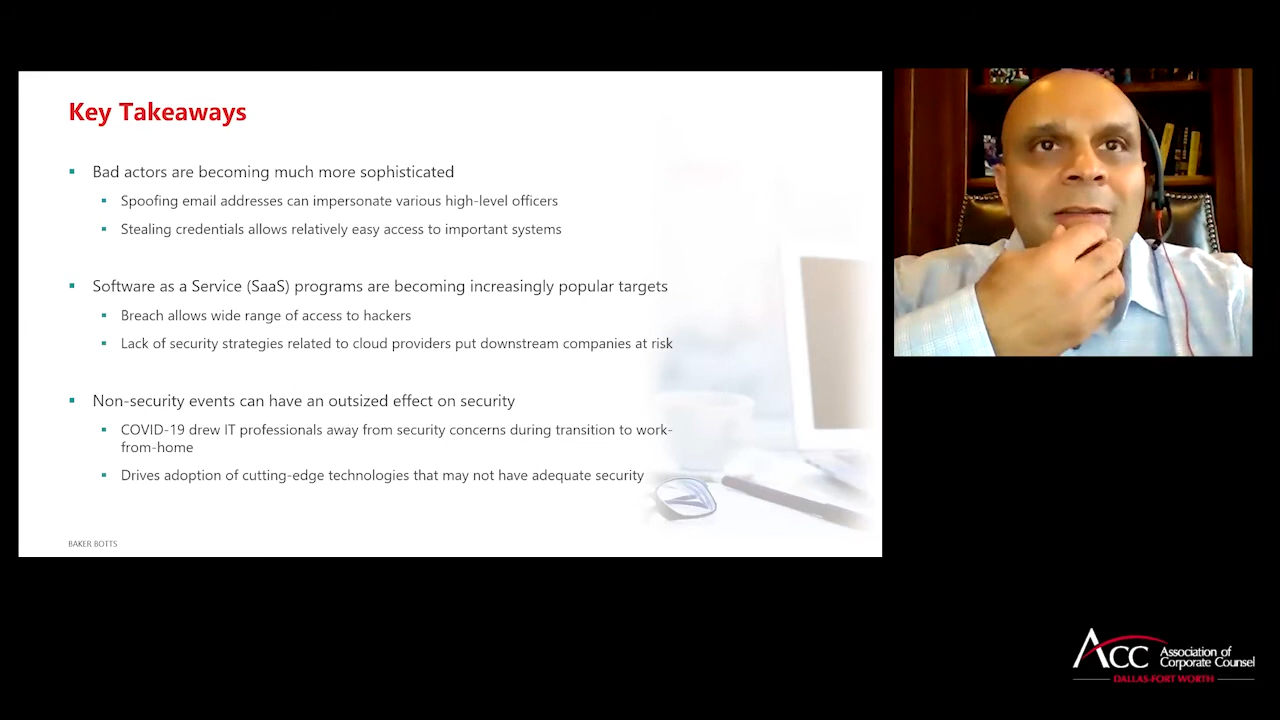 Key Takeaways
Bad actors are becoming much more sophisticated
Spoofing email addresses can impersonate various high-level officers
Stealing credentials allows relatively easy access to important systems
Software as a Service (SaaS) programs are becoming increasingly popular targets
Breach allows wide range of access to hackers
Lack of security strategies related to cloud providers put downstream companies at risk
Non-security events can have an outsized effect on security
COVID-19 drew IT professionals away from security concerns during transition to work-
from-home
Drives adoption of cutting-edge technologies that may not have adequate security
BAKER BOTTS
ACC
Association of
Corporate Counsel
DALLAS-FORT WORTH